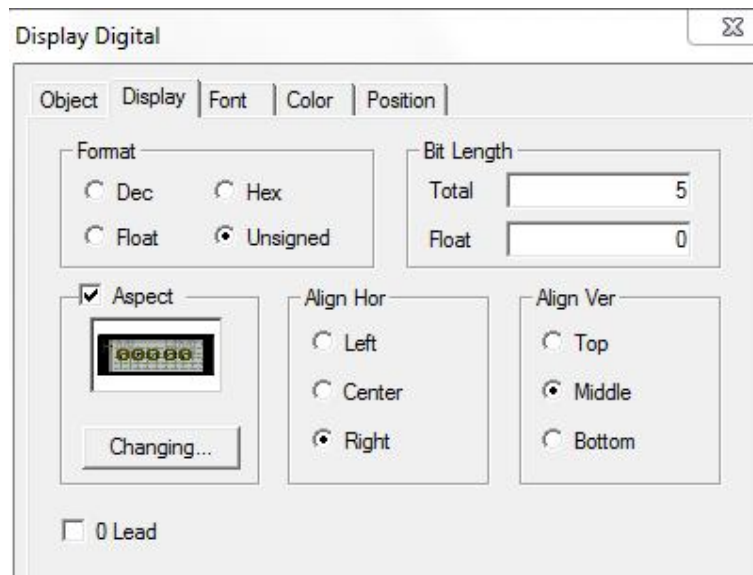 Display Digital
Object Display Font Color Position
Format
Dec Hex
Float Unsigned
Bit Length
Total 5
Float 0
Aspect
00000
Changing...
Align Hor
Left
Center
Right
Align Ver
Top
Middle
Bottom
0 Lead